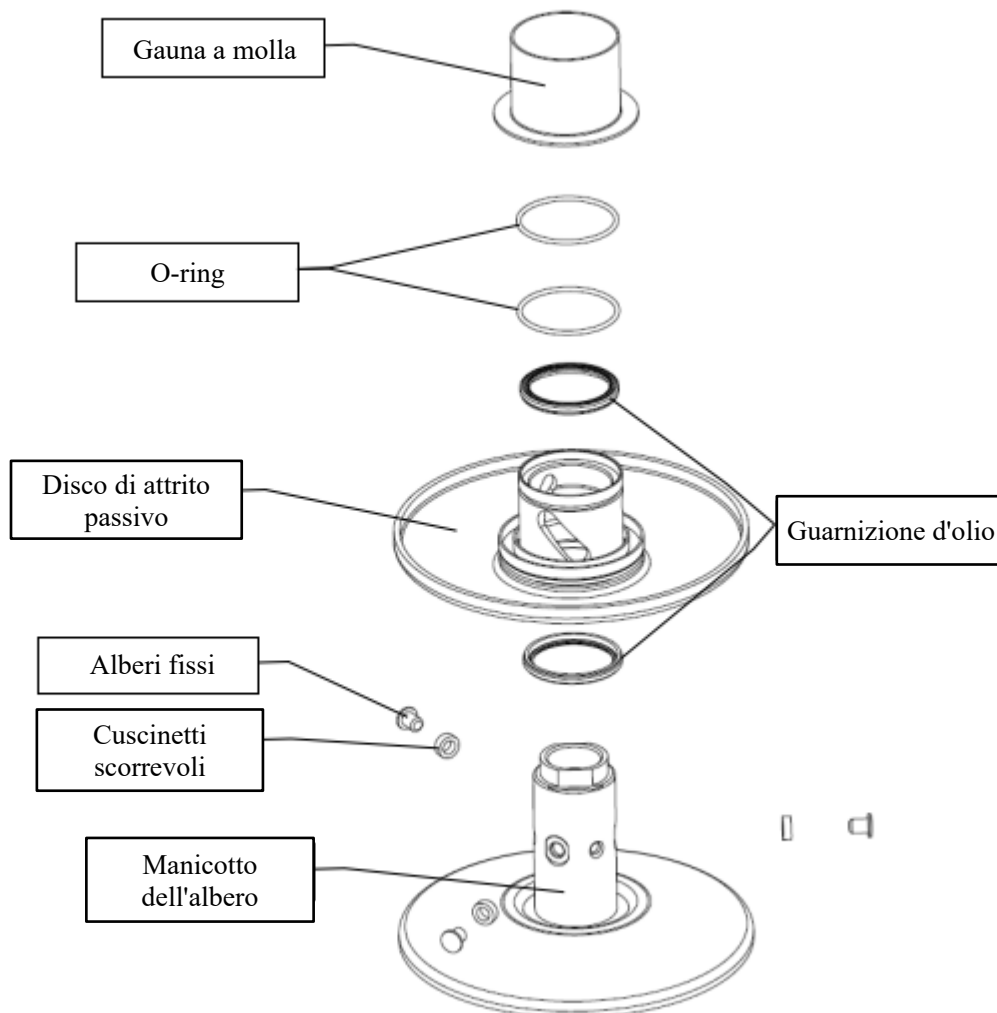 Gauna a molla
O-ring
Disco di attrito
passivo
Guarnizione d'olio
Alberi fissi
Cuscinetti
scorrevoli
Manicotto
dell'albero